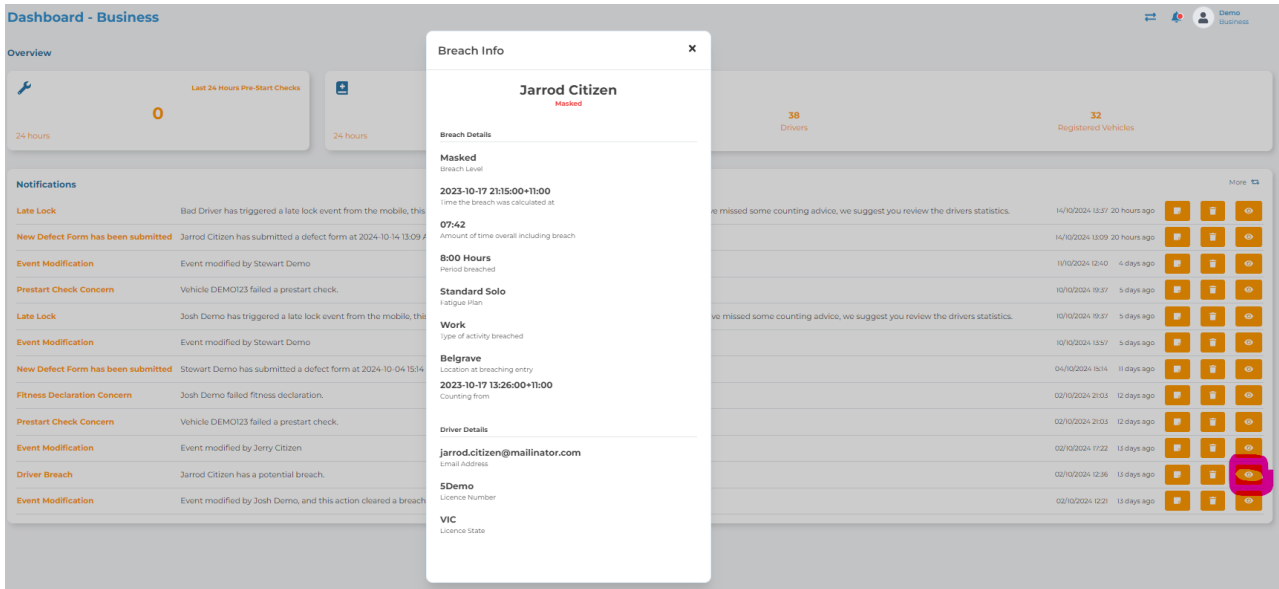 Dashboard - Business
Demo
Business
Overview
Last 24 Hours Pre-Start Checks
0
24 hours
24 hours
38
Drivers
32
Registered Vehicles
Notifications
More
Late Lock Bad Driver has triggered a late lock event from the mobile, this missed some counting advice, we suggest you review the drivers statistics. 14/10/2024 13:37 20 hours ago
New Defect Form has been submitted Jarrod Citizen has submitted a defect form at 2024-10-14 13:09 14/10/2024 13:09 20 hours ago
Event Modification Event modified by Stewart Demo 11/10/2024 12:40 4 days ago
Prestart Check Concern Vehicle DEMO123 failed a prestart check. 10/10/2024 19:37 5 days ago
Late Lock Josh Demo has triggered a late lock event from the mobile, this missed some counting advice, we suggest you review the drivers statistics. 10/10/2024 19:37 5 days ago
Event Modification Event modified by Stewart Demo 10/10/2024 13:57 5 days ago
New Defect Form has been submitted Stewart Demo has submitted a defect form at 2024-10-04 15:14 04/10/2024 15:14 11 days ago
Fitness Declaration Concern Josh Demo failed fitness declaration. 02/10/2024 21:03 12 days ago
Prestart Check Concern Vehicle DEMO123 failed a prestart check. 02/10/2024 21:03 12 days ago
Event Modification Event modified by Jerry Citizen 02/10/2024 17:22 13 days ago
Driver Breach Jarrod Citizen has a potential breach. 02/10/2024 12:36 13 days ago
Event Modification Event modified by Josh Demo, and this action cleared a breach 02/10/2024 12:21 13 days ago
Breach Info
Jarrod Citizen
Masked
Breach Details
Masked
Breach Level
2023-10-17 21:15:00+11:00
Time the breach was calculated at
07:42
Amount of time overall including breach
8:00 Hours
Period breached
Standard Solo
Fatigue Plan
Work
Type of activity breached
Belgrave
Location at breaching entry
2023-10-17 13:26:00+11:00
Counting from
Driver Details
jarrod.citizen@mailinator.com
Email Address
5Demo
Licence Number
VIC
Licence State